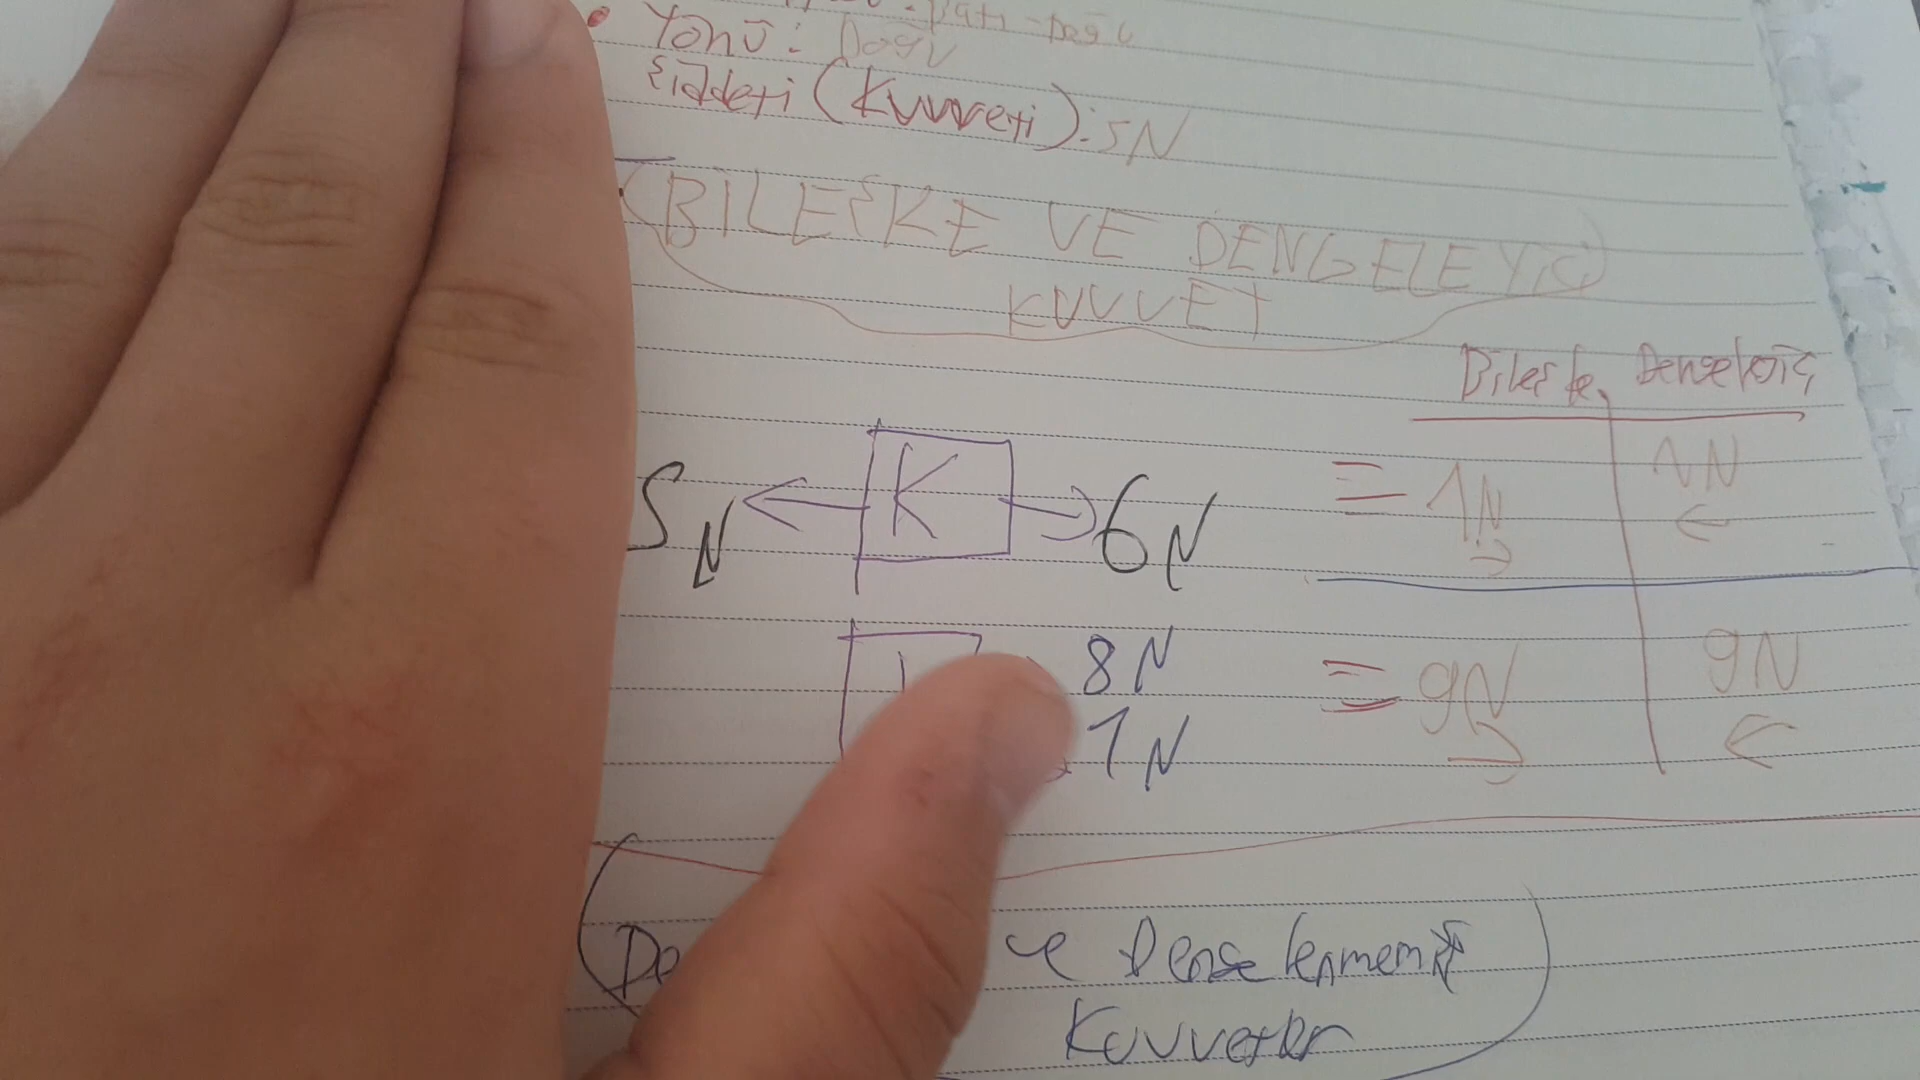 Yönü: Doğu
Şiddeti (Kuvveti): 5N
BİLEŞKE VE DENGELEYİCİ
KUVVET
Bileşke Dengeleyici
5N ← K → 6N = 1N → 1N ←
8N
1N = 9N → 9N ←
ve Dengelenmemiş
Kuvvetler